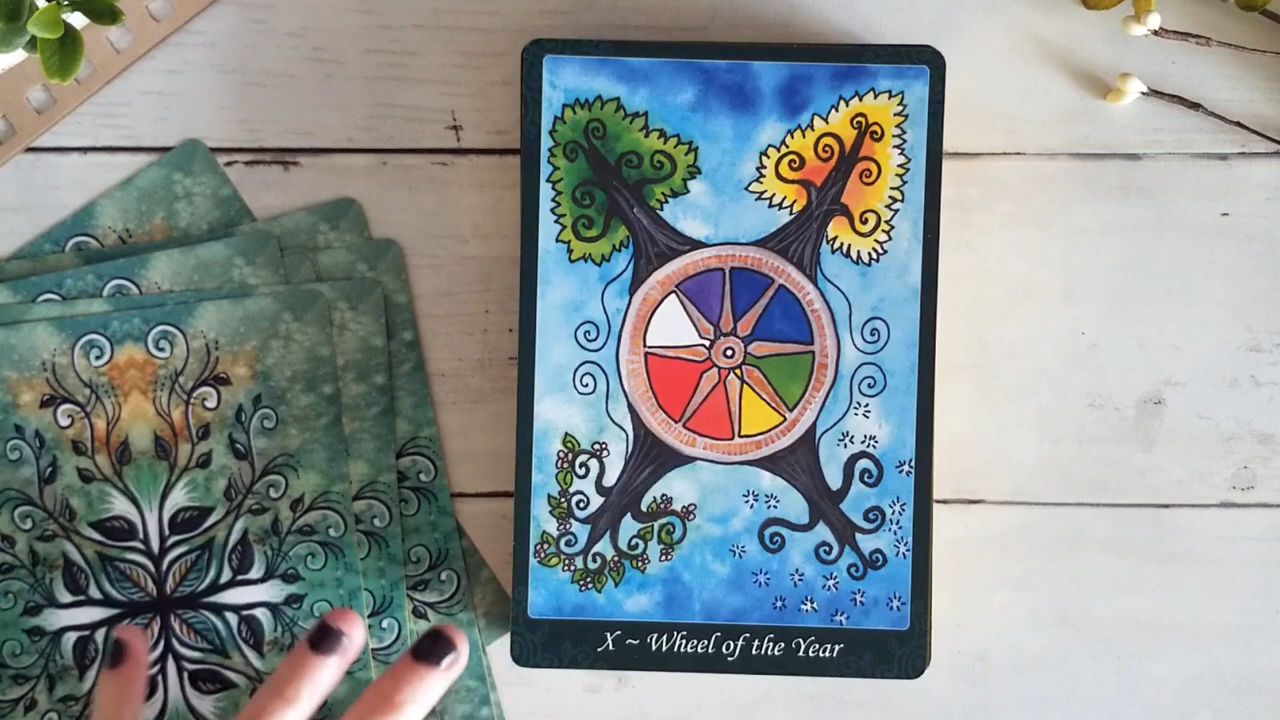 X ~ Wheel of the Year